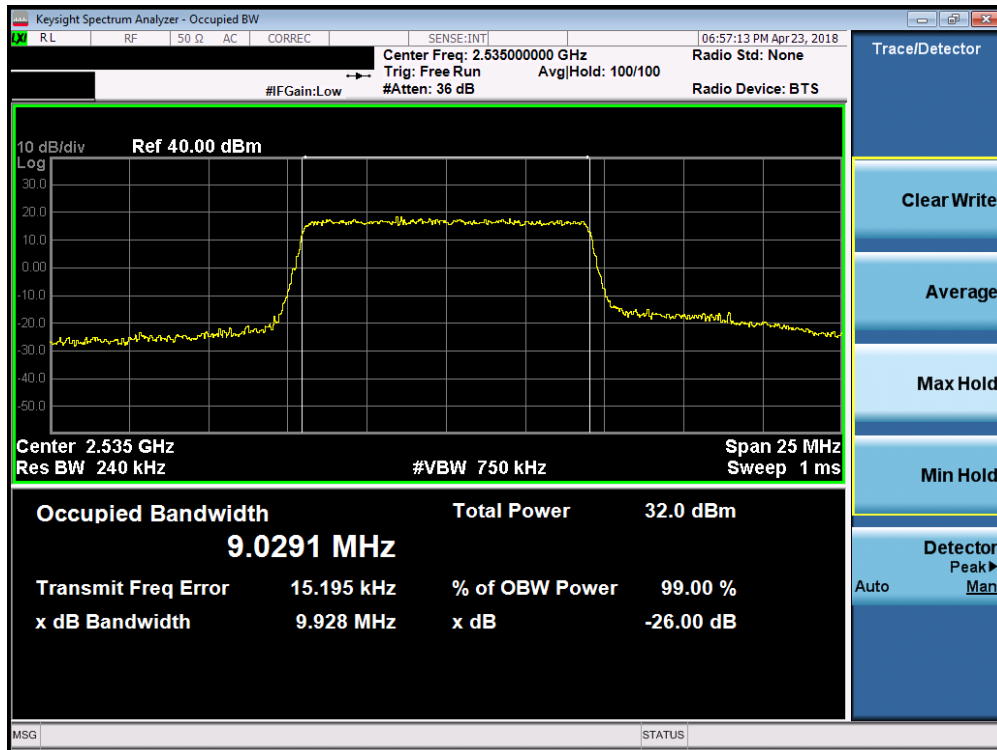 Keysight Spectrum Analyzer - Occupied BW
LXI RL RF 50 Ω AC CORREC SENSE:INT 06:57:13 PM Apr 23, 2018
Center Freq: 2.535000000 GHz Radio Std: None
Trig: Free Run Avg|Hold: 100/100
#IFGain:Low #Atten: 36 dB Radio Device: BTS
10 dB/div Ref 40.00 dBm
Log
30.0
20.0
10.0
0.00
-10.0
-20.0
-30.0
-40.0
-50.0
Center 2.535 GHz Span 25 MHz
Res BW 240 kHz #VBW 750 kHz Sweep 1 ms
Occupied Bandwidth Total Power 32.0 dBm
9.0291 MHz
Transmit Freq Error 15.195 kHz % of OBW Power 99.00 %
x dB Bandwidth 9.928 MHz x dB -26.00 dB
MSG STATUS
Trace/Detector
Clear Write
Average
Max Hold
Min Hold
Detector
Peak▶
Auto Man